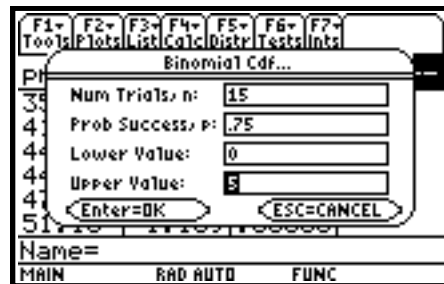 F1 F2 F3 F4 F5 F6 F7
Tools Plots List Calc Distr Tests Ints
Binomial Cdf...
Num Trials, n: 15
Prob Success, p: .75
Lower Value: 0
Upper Value: 5
Enter=OK ESC=CANCEL
Name=
MAIN RAD AUTO FUNC